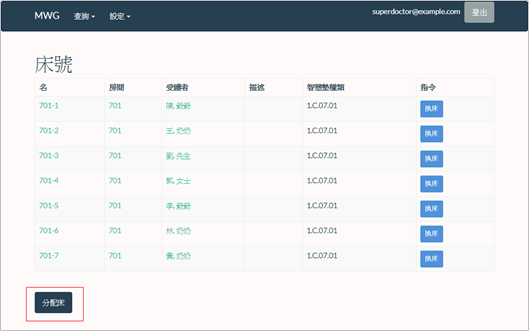 MWG 查詢 設定 superdoctor@example.com 登出
床號
名 房間 受護者 描述 智慧墊種類 指令
701-1 701 陳, 爺爺 1.C.07.01 換床
701-2 701 王, 奶奶 1.C.07.01 換床
701-3 701 劉, 先生 1.C.07.01 換床
701-4 701 郭, 女士 1.C.07.01 換床
701-5 701 李, 爺爺 1.C.07.01 換床
701-6 701 林, 奶奶 1.C.07.01 換床
701-7 701 黃, 奶奶 1.C.07.01 換床
分配床